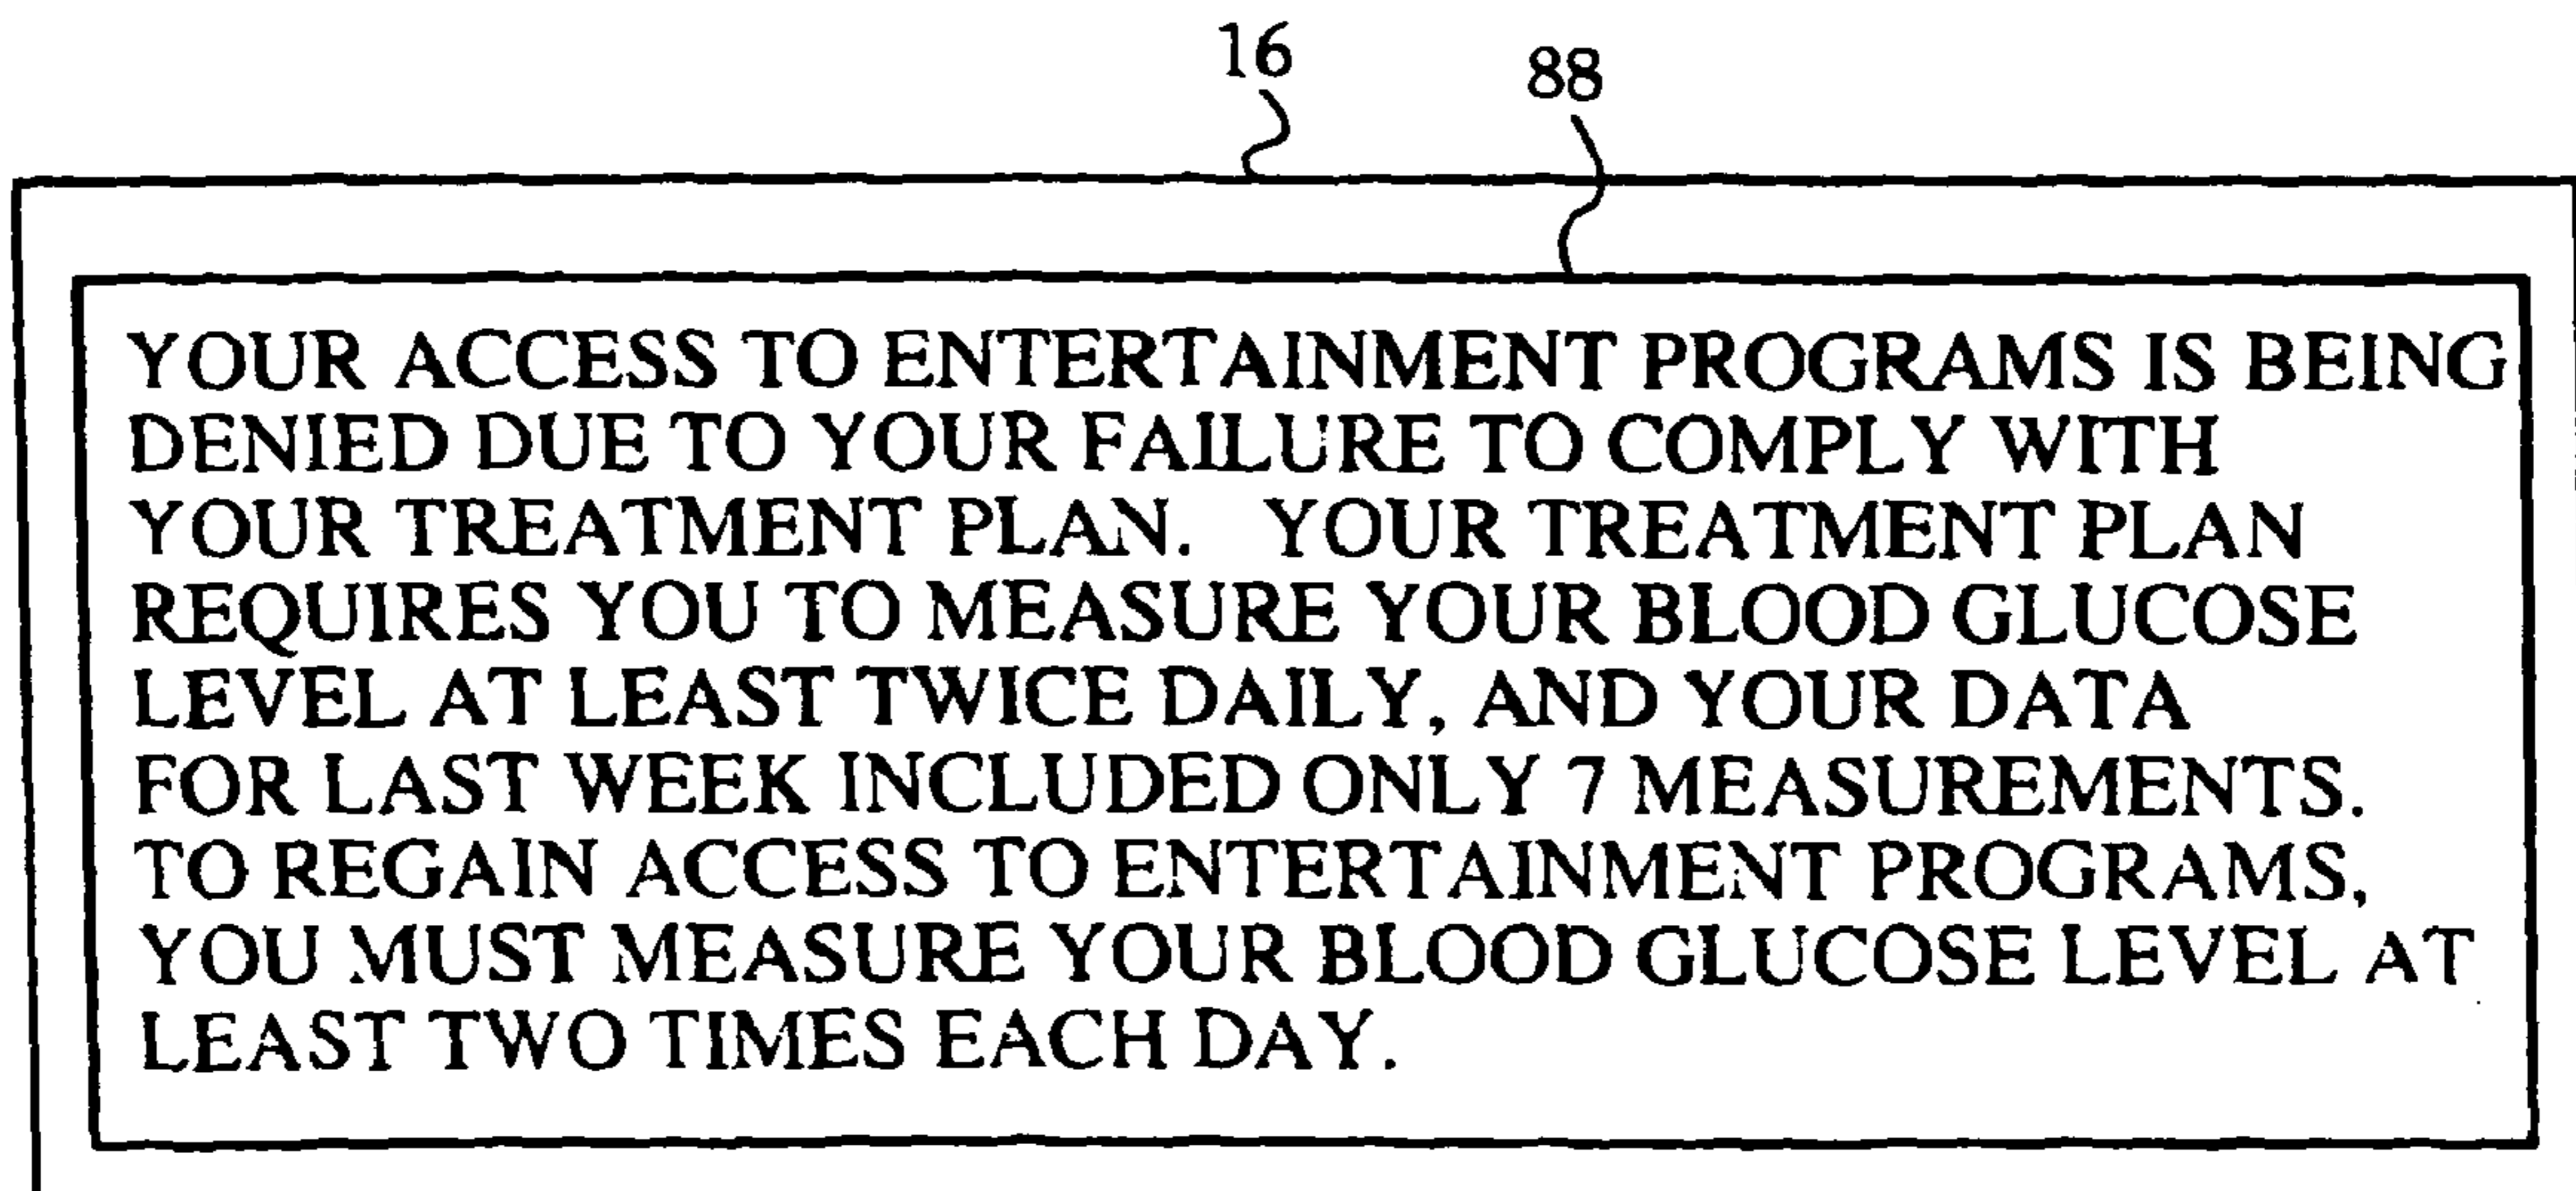 16
88
YOUR ACCESS TO ENTERTAINMENT PROGRAMS IS BEING
DENIED DUE TO YOUR FAILURE TO COMPLY WITH
YOUR TREATMENT PLAN. YOUR TREATMENT PLAN
REQUIRES YOU TO MEASURE YOUR BLOOD GLUCOSE
LEVEL AT LEAST TWICE DAILY, AND YOUR DATA
FOR LAST WEEK INCLUDED ONLY 7 MEASUREMENTS.
TO REGAIN ACCESS TO ENTERTAINMENT PROGRAMS,
YOU MUST MEASURE YOUR BLOOD GLUCOSE LEVEL AT
LEAST TWO TIMES EACH DAY.